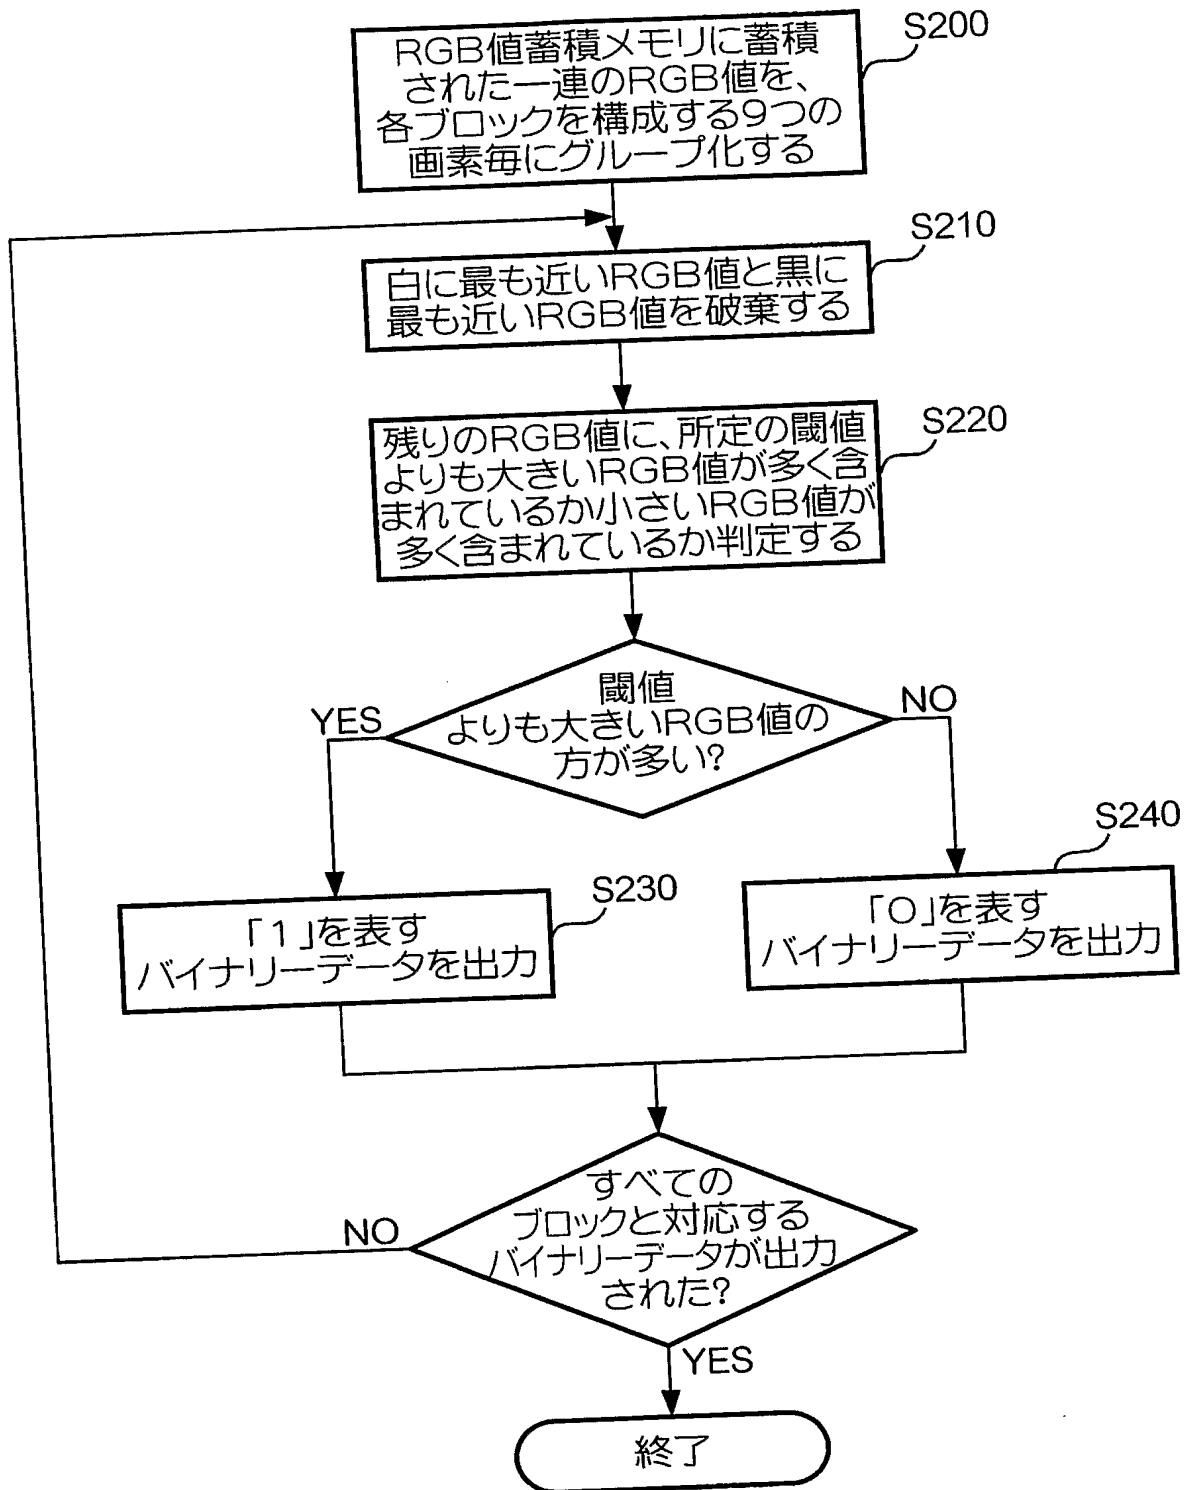 S200
RGB値蓄積メモリに蓄積
された一連のRGB値を、
各ブロックを構成する9つの
画素毎にグループ化する
S210
白に最も近いRGB値と黒に
最も近いRGB値を破棄する
S220
残りのRGB値に、所定の閾値
よりも大きいRGB値が多く含
まれているか小さいRGB値が
多く含まれているか判定する
閾値
よりも大きいRGB値の
方が多い?
YES
NO
S230
「1」を表す
バイナリーデータを出力
S240
「0」を表す
バイナリーデータを出力
すべての
ブロックと対応する
バイナリーデータが出力
された?
NO
YES
終了